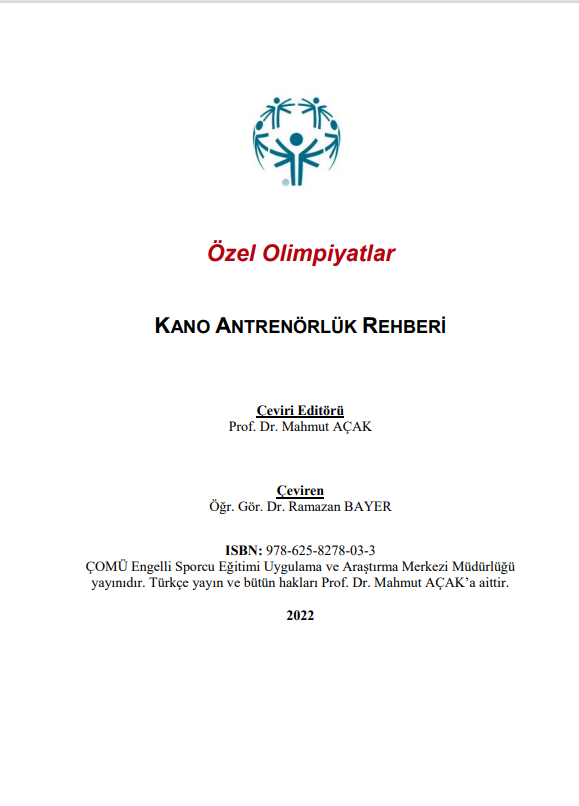 ®
Özel Olimpiyatlar
KANO ANTRENÖRLÜK REHBERİ
Çeviri Editörü
Prof. Dr. Mahmut AÇAK
Çeviren
Öğr. Gör. Dr. Ramazan BAYER
ISBN: 978-625-8278-03-3
ÇOMÜ Engelli Sporcu Eğitimi Uygulama ve Araştırma Merkezi Müdürlüğü
yayınıdır. Türkçe yayın ve bütün hakları Prof. Dr. Mahmut AÇAK’a aittir.
2022